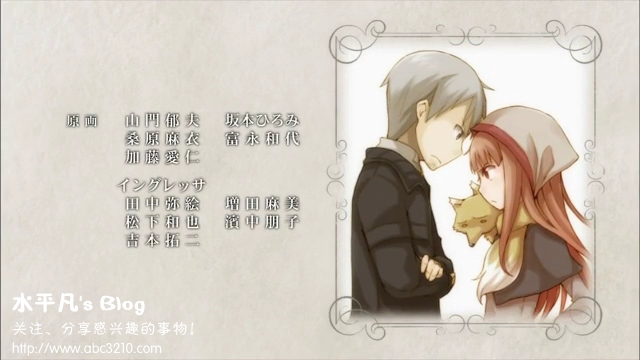 原画 山門郁夫 坂本ひろみ
桑原麻衣 富永和代
加藤愛仁
イングレッサ
田中弥絵 増田麻美
松下和也 濱中朋子
吉本拓二
水平凡's Blog
关注、分享感兴趣的事物!
http://www.abc3210.com